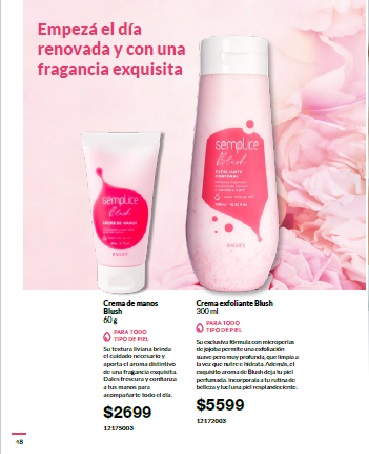 Empezá el día
renovada y con una
fragancia exquisita
semplice
Blush
CREMA DE MANOS
semplice
Blush
EXFOLIANTE
CORPORAL
Crema de manos
Blush
60 g
PARA TODO
TIPO DE PIEL
Su textura liviana brinda
el cuidado necesario y
aporta el aroma distintivo
de una fragancia exquisita.
Dales frescura y confianza
a tus manos para
acompañarte todo el día.
$2699
Crema exfoliante Blush
300 ml
PARA TODO
TIPO DE PIEL
Su exclusiva fórmula con microperlas
de jojoba permite una exfoliación
suave pero muy profunda, que limpia a
la vez que nutre e hidrata. Además, el
exquisito aroma de Blush deja tu piel
perfumada. Incorporala a tu rutina de
belleza y lucí una piel resplandeciente.
$5599
12172003
48